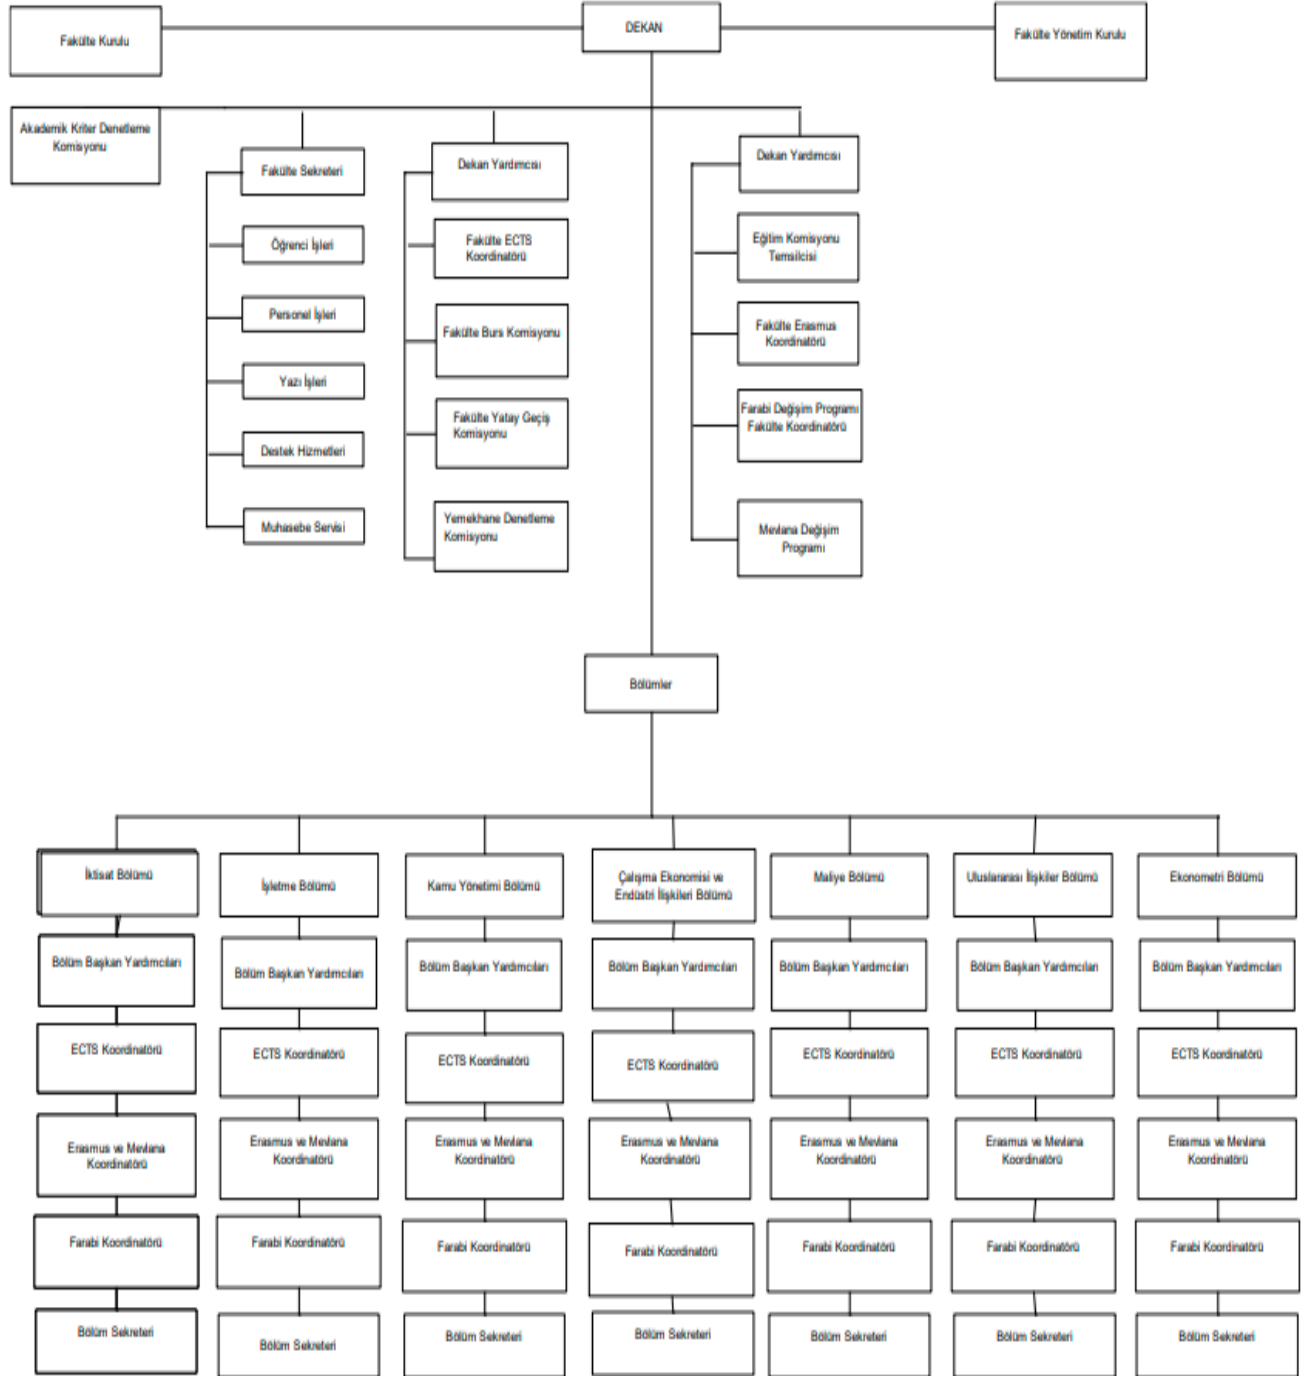 DEKAN
Fakülte Kurulu
Fakülte Yönetim Kurulu
Akademik Kriter Denetleme
Komisyonu
Fakülte Sekreteri
Öğrenci İşleri
Personel İşleri
Yazı İşleri
Destek Hizmetleri
Muhasebe Servisi
Dekan Yardımcısı
Fakülte ECTS
Koordinatörü
Fakülte Burs Komisyonu
Fakülte Yatay Geçiş
Komisyonu
Yemekhane Denetleme
Komisyonu
Dekan Yardımcısı
Eğitim Komisyonu
Temsilcisi
Fakülte Erasmus
Koordinatörü
Farabi Değişim Programı
Fakülte Koordinatörü
Mevlana Değişim
Programı
Bölümler
İktisat Bölümü
Bölüm Başkan Yardımcıları
ECTS Koordinatörü
Erasmus ve Mevlana
Koordinatörü
Farabi Koordinatörü
Bölüm Sekreteri
İşletme Bölümü
Bölüm Başkan Yardımcıları
ECTS Koordinatörü
Erasmus ve Mevlana
Koordinatörü
Farabi Koordinatörü
Bölüm Sekreteri
Kamu Yönetimi Bölümü
Bölüm Başkan Yardımcıları
ECTS Koordinatörü
Erasmus ve Mevlana
Koordinatörü
Farabi Koordinatörü
Bölüm Sekreteri
Çalışma Ekonomisi ve
Endüstri İlişkileri Bölümü
Bölüm Başkan Yardımcıları
ECTS Koordinatörü
Erasmus ve Mevlana
Koordinatörü
Farabi Koordinatörü
Bölüm Sekreteri
Maliye Bölümü
Bölüm Başkan Yardımcıları
ECTS Koordinatörü
Erasmus ve Mevlana
Koordinatörü
Farabi Koordinatörü
Bölüm Sekreteri
Uluslararası İlişkiler Bölümü
Bölüm Başkan Yardımcıları
ECTS Koordinatörü
Erasmus ve Mevlana
Koordinatörü
Farabi Koordinatörü
Bölüm Sekreteri
Ekonometri Bölümü
Bölüm Başkan Yardımcıları
ECTS Koordinatörü
Erasmus ve Mevlana
Koordinatörü
Farabi Koordinatörü
Bölüm Sekreteri